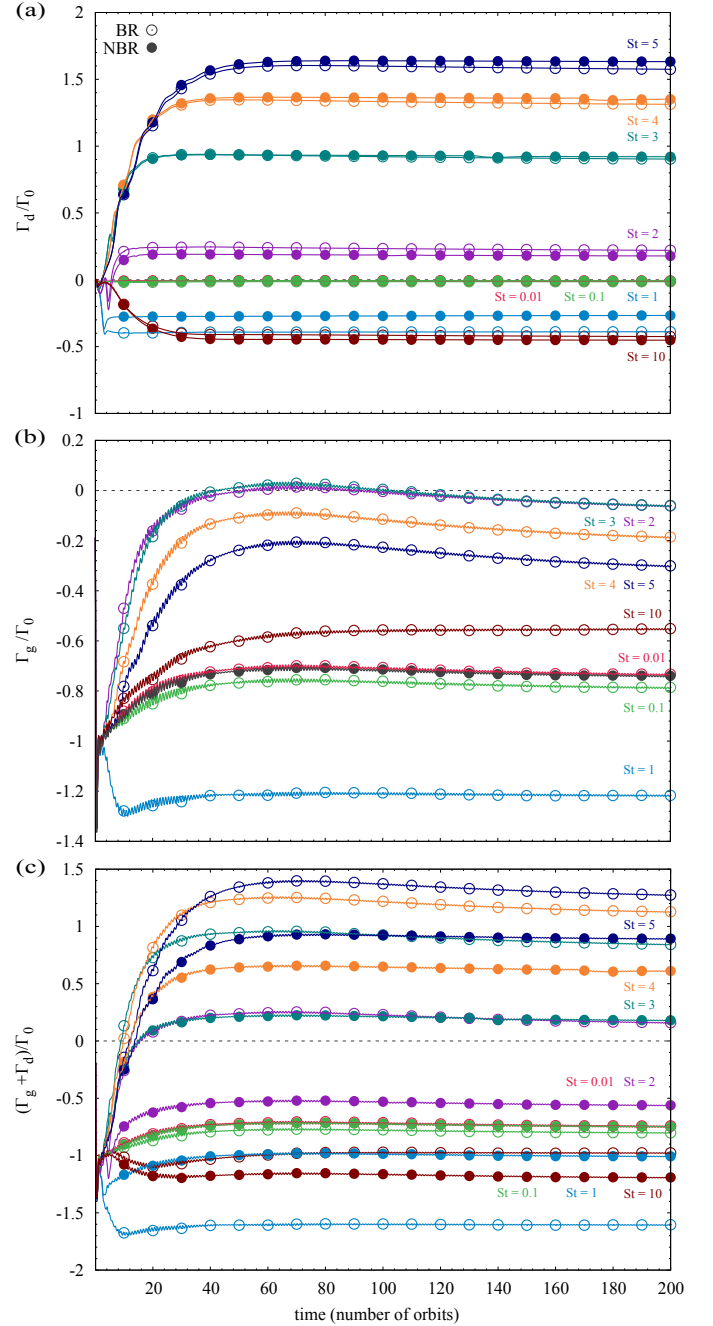 (a)
BR
NBR
2
1.5
1
0.5
0
-0.5
-1
Γd/Γ0
St = 5
St = 4
St = 3
St = 2
St = 0.01 St = 0.1 St = 1
St = 10
(b)
0.2
0
-0.2
-0.4
-0.6
-0.8
-1
-1.2
-1.4
Γg/Γ0
St = 3 St = 2
St = 4 St = 5
St = 10
St = 0.01
St = 0.1
St = 1
(c)
1.5
1
0.5
0
-0.5
-1
-1.5
-2
(Γg +Γd)/Γ0
St = 5
St = 4
St = 3
St = 0.01 St = 2
St = 0.1 St = 1 St = 10
20 40 60 80 100 120 140 160 180 200
time (number of orbits)